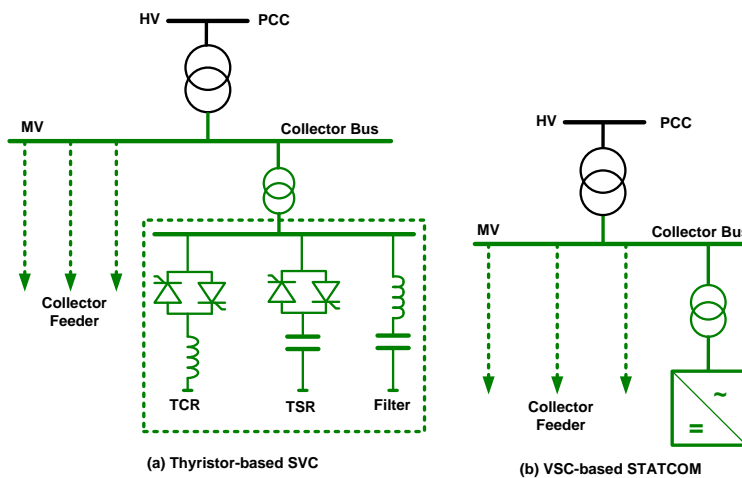 HV PCC
MV Collector Bus
Collector
Feeder
TCR TSR Filter
(a) Thyristor-based SVC
HV PCC
MV Collector Bus
Collector
Feeder
~
=
(b) VSC-based STATCOM